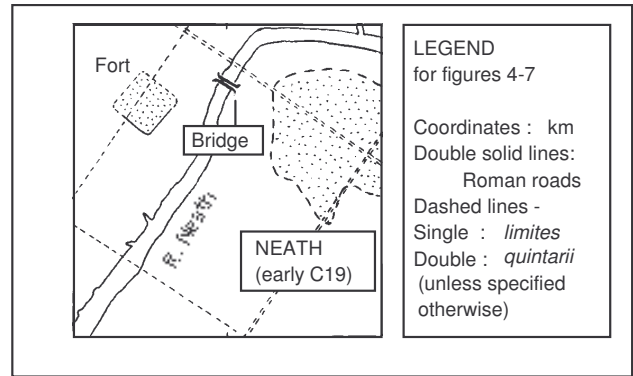 Fort
Bridge
R. Neath
NEATH
(early C19)
LEGEND
for figures 4-7
Coordinates : km
Double solid lines:
Roman roads
Dashed lines -
Single : limites
Double : quintarii
(unless specified
otherwise)